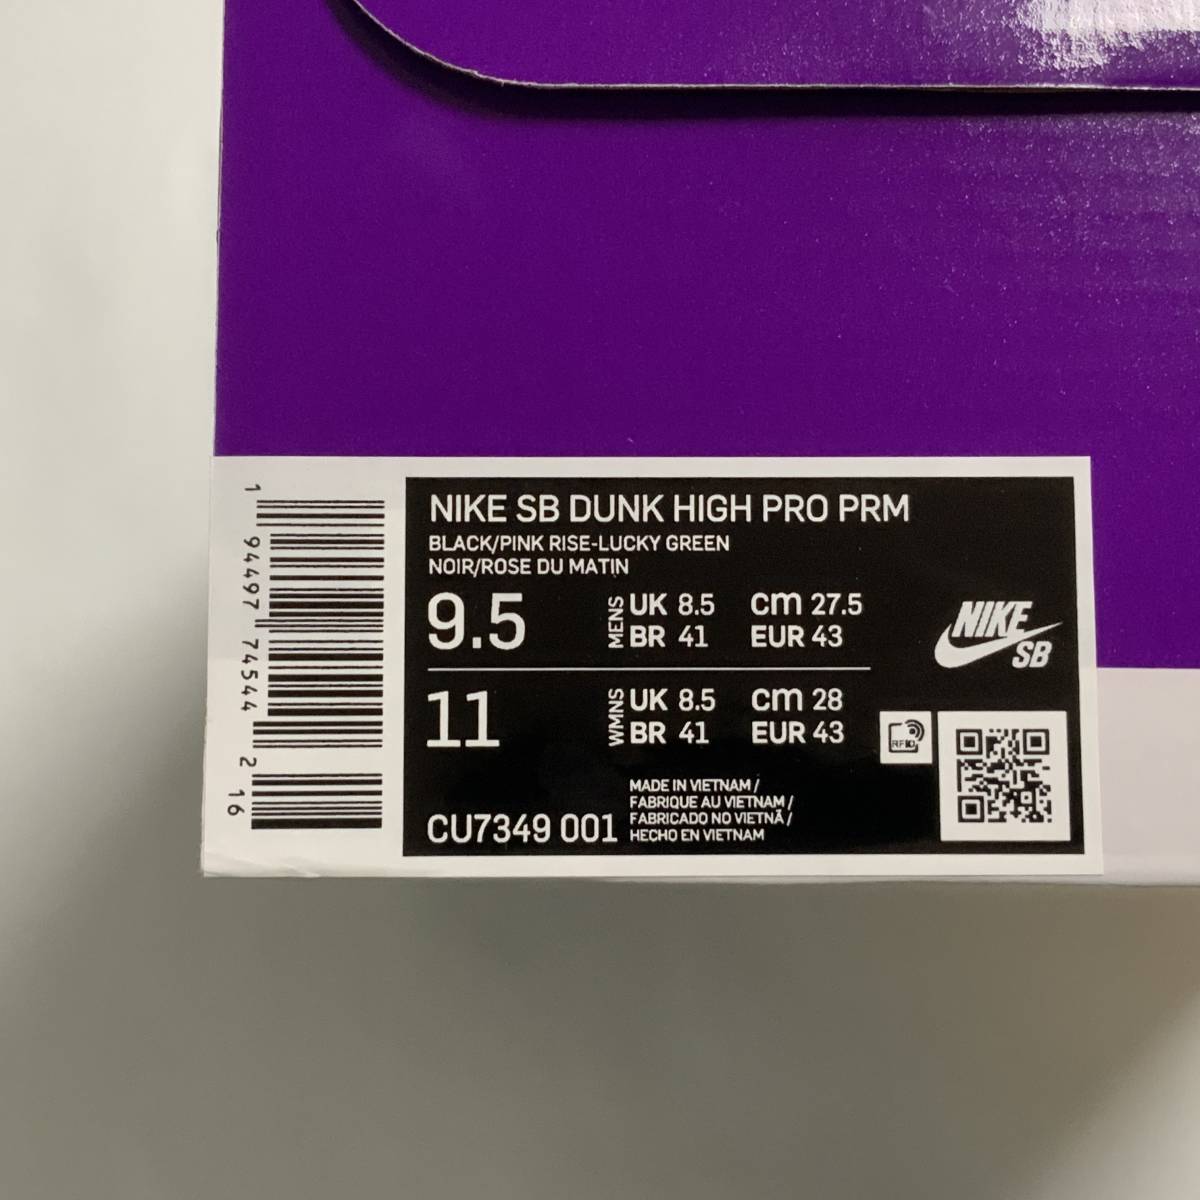 NIKE SB DUNK HIGH PRO PRM
BLACK/PINK RISE-LUCKY GREEN
NOIR/ROSE DU MATIN
9.5 MENS UK 8.5 cm 27.5
BR 41 EUR 43
11 WMNS UK 8.5 cm 28
BR 41 EUR 43
NIKE
SB
RFID
CU7349 001
MADE IN VIETNAM /
FABRIQUE AU VIETNAM /
FABRICADO NO VIETNÃ /
HECHO EN VIETNAM
1 94497 74544 2 16